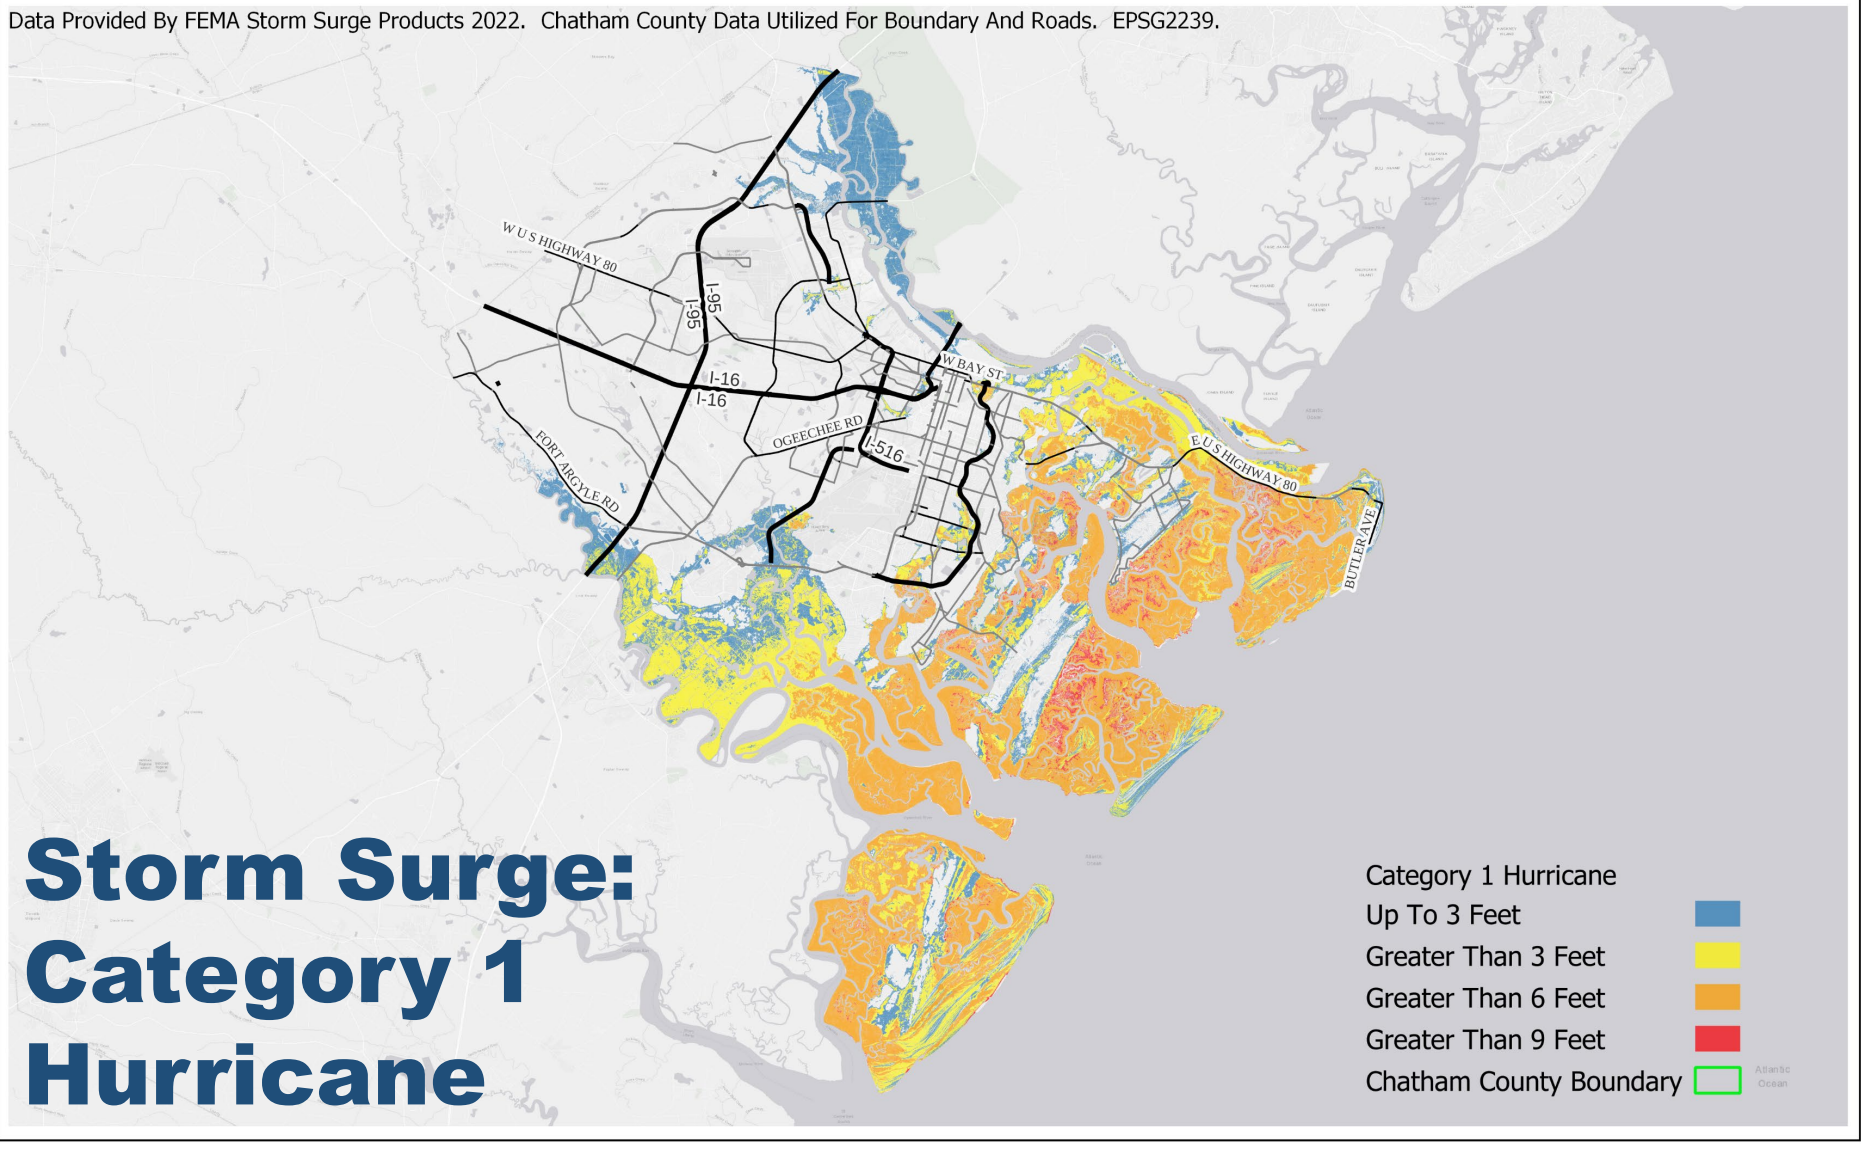 Data Provided By FEMA Storm Surge Products 2022.  Chatham County Data Utilized For Boundary And Roads.  EPSG2239.
W U S HIGHWAY 80
I-95
I-95
W BAY ST
I-16
I-16
OGEECHEE RD
I-516
FORT ARGYLE RD
E U S HIGHWAY 80
BUTLER AVE
Storm Surge:
Category 1
Hurricane
Category 1 Hurricane
Up To 3 Feet
Greater Than 3 Feet
Greater Than 6 Feet
Greater Than 9 Feet
Chatham County Boundary
Atlantic
Ocean